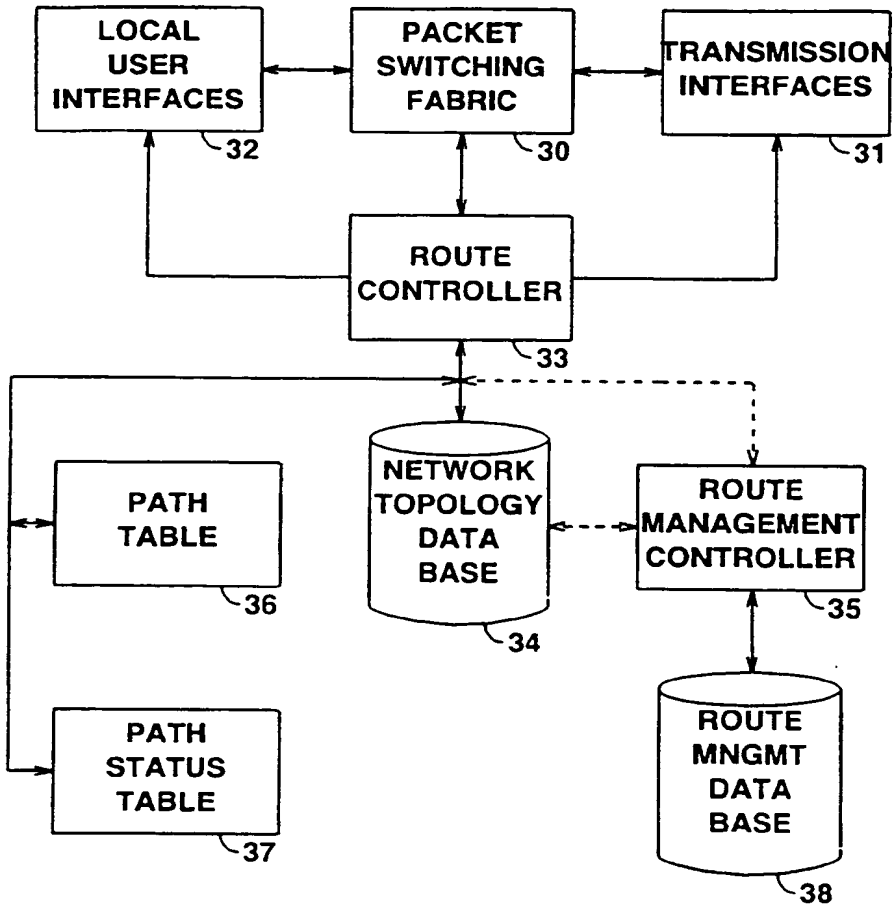 LOCAL
USER
INTERFACES
32
PACKET
SWITCHING
FABRIC
30
TRANSMISSION
INTERFACES
31
ROUTE
CONTROLLER
33
PATH
TABLE
36
NETWORK
TOPOLOGY
DATA
BASE
34
ROUTE
MANAGEMENT
CONTROLLER
35
PATH
STATUS
TABLE
37
ROUTE
MNGMT
DATA
BASE
38